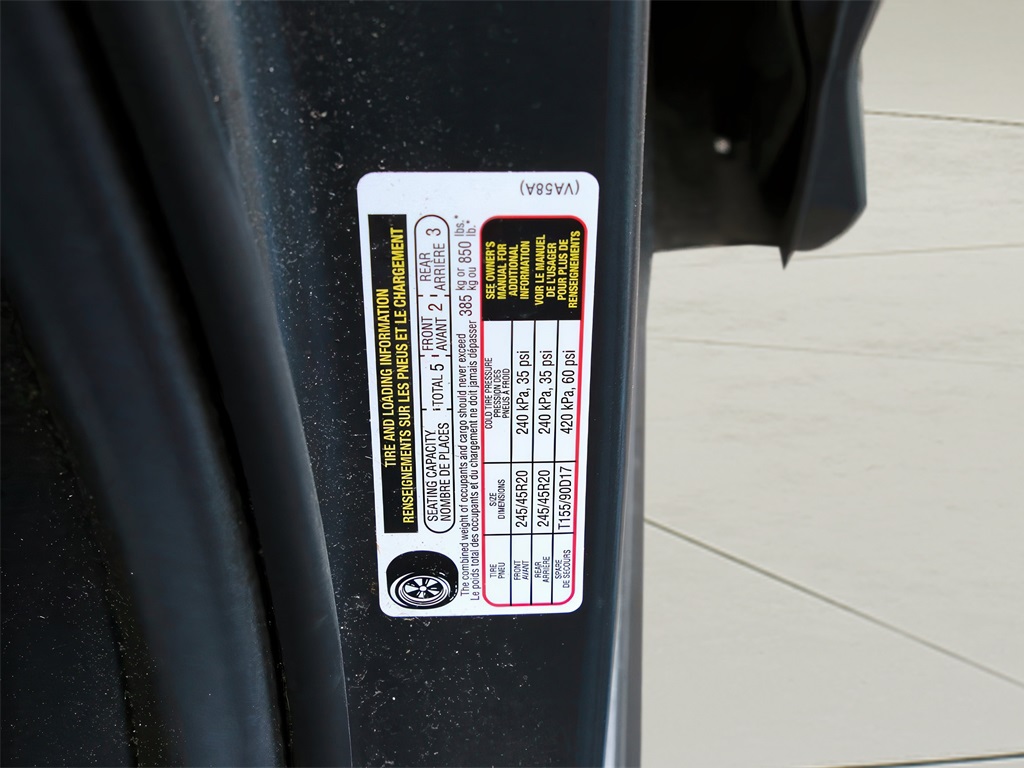 (VA58A)
TIRE AND LOADING INFORMATION
RENSEIGNEMENTS SUR LES PNEUS ET LE CHARGEMENT
SEATING CAPACITY TOTAL 5 FRONT 2 REAR 3
NOMBRE DE PLACES AVANT ARRIÈRE
The combined weight of occupants and cargo should never exceed 385 kg or 850 lbs.*
Le poids total des occupants et du chargement ne doit jamais dépasser kg ou lb.*
TIRE SIZE COLD TIRE PRESSURE
PNEU DIMENSIONS PRESSION DES
PNEUS À FROID
FRONT 245/45R20 240 kPa, 35 psi
AVANT
REAR 245/45R20 240 kPa, 35 psi
ARRIÈRE
SPARE T155/90D17 420 kPa, 60 psi
DE SECOURS
SEE OWNER'S
MANUAL FOR
ADDITIONAL
INFORMATION
VOIR LE MANUEL
DE L'USAGER
POUR PLUS DE
RENSEIGNEMENTS